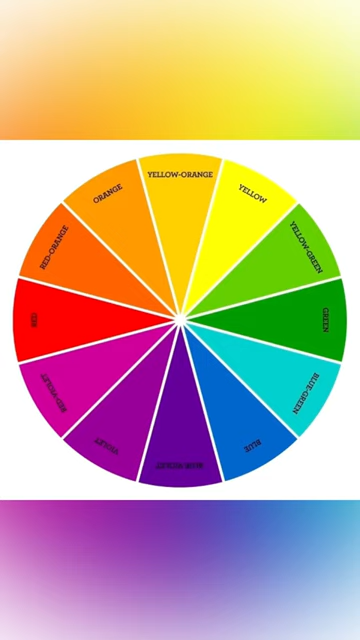 YELLOW-ORANGE
YELLOW
YELLOW-GREEN
GREEN
BLUE-GREEN
BLUE
BLUE-VIOLET
VIOLET
RED-VIOLET
RED
RED-ORANGE
ORANGE